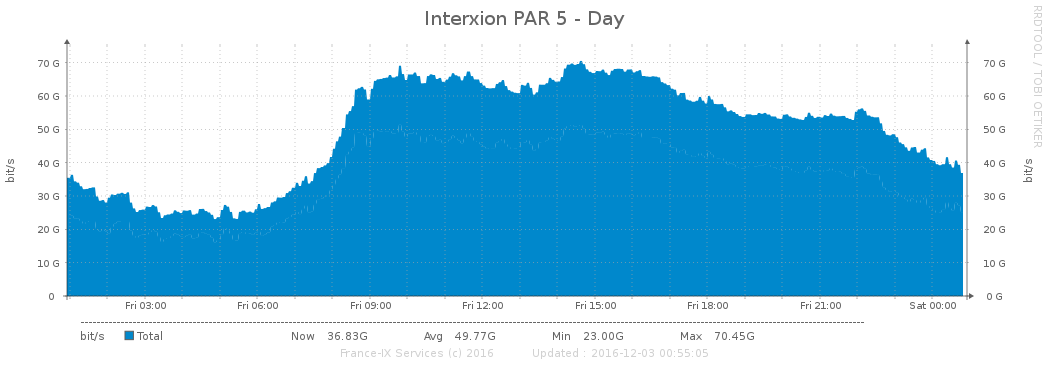 Interxion PAR 5 - Day
RRDTOOL / TOBI OETIKER
70 G 70 G
60 G 60 G
50 G 50 G
40 G 40 G
30 G 30 G
20 G 20 G
10 G 10 G
0 0 G
bit/s bit/s
Fri 03:00 Fri 06:00 Fri 09:00 Fri 12:00 Fri 15:00 Fri 18:00 Fri 21:00 Sat 00:00
bit/s Total Now 36.83G Avg 49.77G Min 23.00G Max 70.45G
France-IX Services (c) 2016 Updated : 2016-12-03 00:55:05